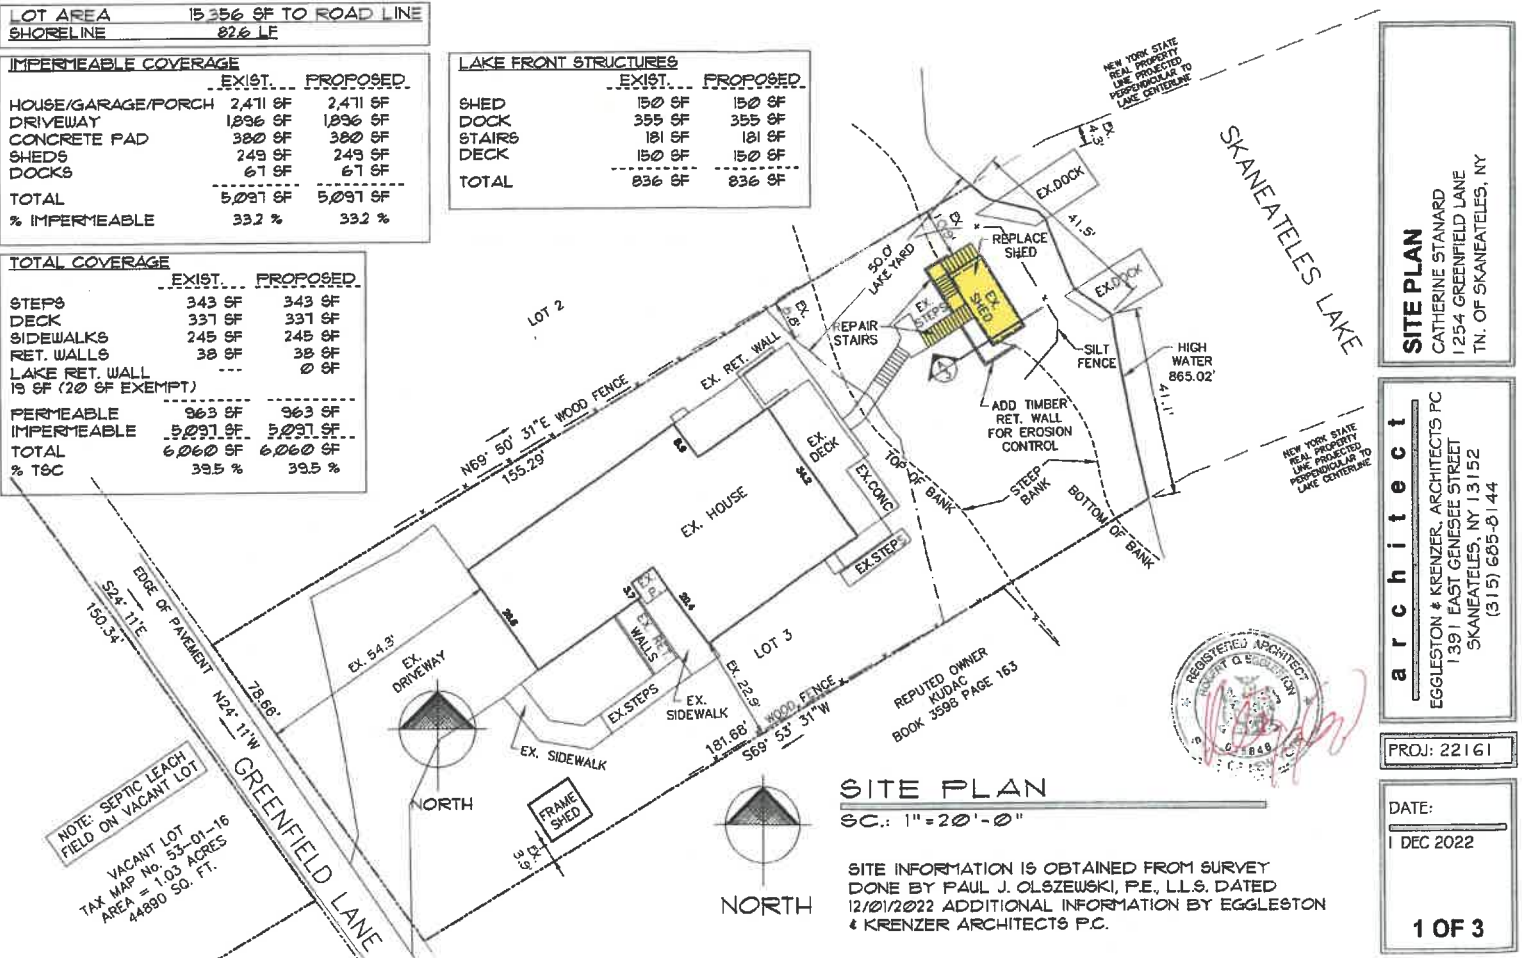 LOT AREA 15,356 SF TO ROAD LINE
SHORELINE 82.6 LF
IMPERMEABLE COVERAGE
EXIST. PROPOSED
HOUSE/GARAGE/PORCH 2,471 SF 2,471 SF
DRIVEWAY 1,896 SF 1,896 SF
CONCRETE PAD 380 SF 380 SF
SHEDS 249 SF 249 SF
DOCKS 67 SF 67 SF
TOTAL 5,097 SF 5,097 SF
% IMPERMEABLE 33.2 % 33.2 %
LAKE FRONT STRUCTURES
EXIST. PROPOSED
SHED 150 SF 150 SF
DOCK 355 SF 355 SF
STAIRS 181 SF 181 SF
DECK 150 SF 150 SF
TOTAL 836 SF 836 SF
TOTAL COVERAGE
EXIST. PROPOSED
STEPS 343 SF 343 SF
DECK 337 SF 337 SF
SIDEWALKS 245 SF 245 SF
RET. WALLS 38 SF 38 SF
LAKE RET. WALL --- 0 SF
19 SF (20 SF EXEMPT)
PERMEABLE 963 SF 963 SF
IMPERMEABLE 5,097 SF 5,097 SF
TOTAL 6,060 SF 6,060 SF
% TSC 39.5 % 39.5 %
NEW YORK STATE
REAL PROPERTY
LINE PROJECTED
PERPENDICULAR TO
LAKE CENTERLINE
EX.
4.3'
SKANEATELES LAKE
EX.DOCK
41.5'
EX.
REPLACE
SHED
50.0'
LAKE YARD
EX.DOCK
EX.
SHED
EX.
STEPS
EX.
5.8'
LOT 2
REPAIR
STAIRS
SILT
FENCE
HIGH
WATER
865.02'
41.1'
EX. RET. WALL
N69° 50' 31"E WOOD FENCE
155.29'
ADD TIMBER
RET. WALL
FOR EROSION
CONTROL
8.9
EX.
DECK
34.2
EX. HOUSE
EX.CONC
TOP OF BANK
STEEP
BANK
BOTTOM OF BANK
NEW YORK STATE
REAL PROPERTY
LINE PROJECTED
PERPENDICULAR TO
LAKE CENTERLINE
EX.STEPS
EX.
P.
3.7
20.4
EX. RET.
WALLS
LOT 3
EX. 22.9'
EDGE OF PAVEMENT
S24° 11'E
150.34'
N24° 11'W
78.66'
EX. 54.3'
EX.
DRIVEWAY
EX.STEPS
EX.
SIDEWALK
EX. SIDEWALK
WOOD FENCE
181.68'
S69° 53' 31"W
REPUTED OWNER
KUDAC
BOOK 3598 PAGE 163
NORTH
FRAME
SHED
EX.
3.9'
GREENFIELD LANE
NOTE: SEPTIC LEACH
FIELD ON VACANT LOT
VACANT LOT
TAX MAP No. 53-01-16
AREA = 1.03 ACRES
44890 SQ. FT.
NORTH
SITE PLAN
SC.: 1"=20'-0"
SITE INFORMATION IS OBTAINED FROM SURVEY
DONE BY PAUL J. OLSZEWSKI, P.E., L.L.S. DATED
12/01/2022 ADDITIONAL INFORMATION BY EGGLESTON
& KRENZER ARCHITECTS P.C.
REGISTERED ARCHITECT
SITE PLAN
CATHERINE STANARD
1254 GREENFIELD LANE
TN. OF SKANEATELES, NY
architect
EGGLESTON & KRENZER, ARCHITECTS PC
1391 EAST GENESEE STREET
SKANEATELES, NY 13152
(315) 685-8144
PROJ: 22161
DATE:
1 DEC 2022
1 OF 3